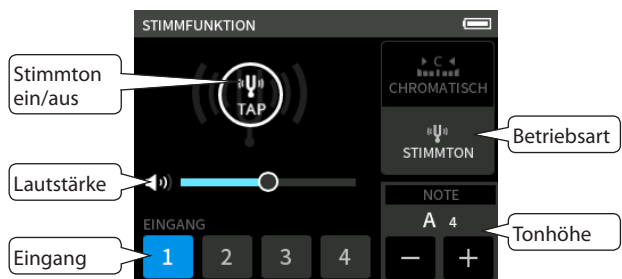 STIMMFUNKTION
Stimmton
ein/aus
TAP
C
CHROMATISCH
STIMMTON
Betriebsart
Lautstärke
NOTE
A 4
Tonhöhe
EINGANG
Eingang
1 2 3 4
− +